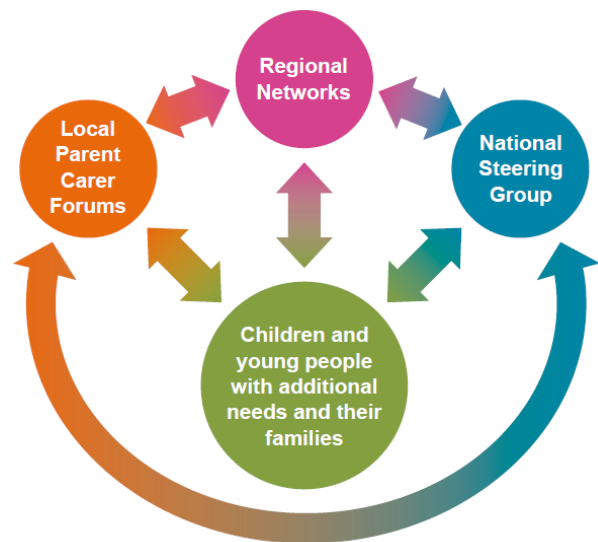 Regional
Networks
Local
Parent
Carer
Forums
National
Steering
Group
Children and
young people
with additional
needs and their
families